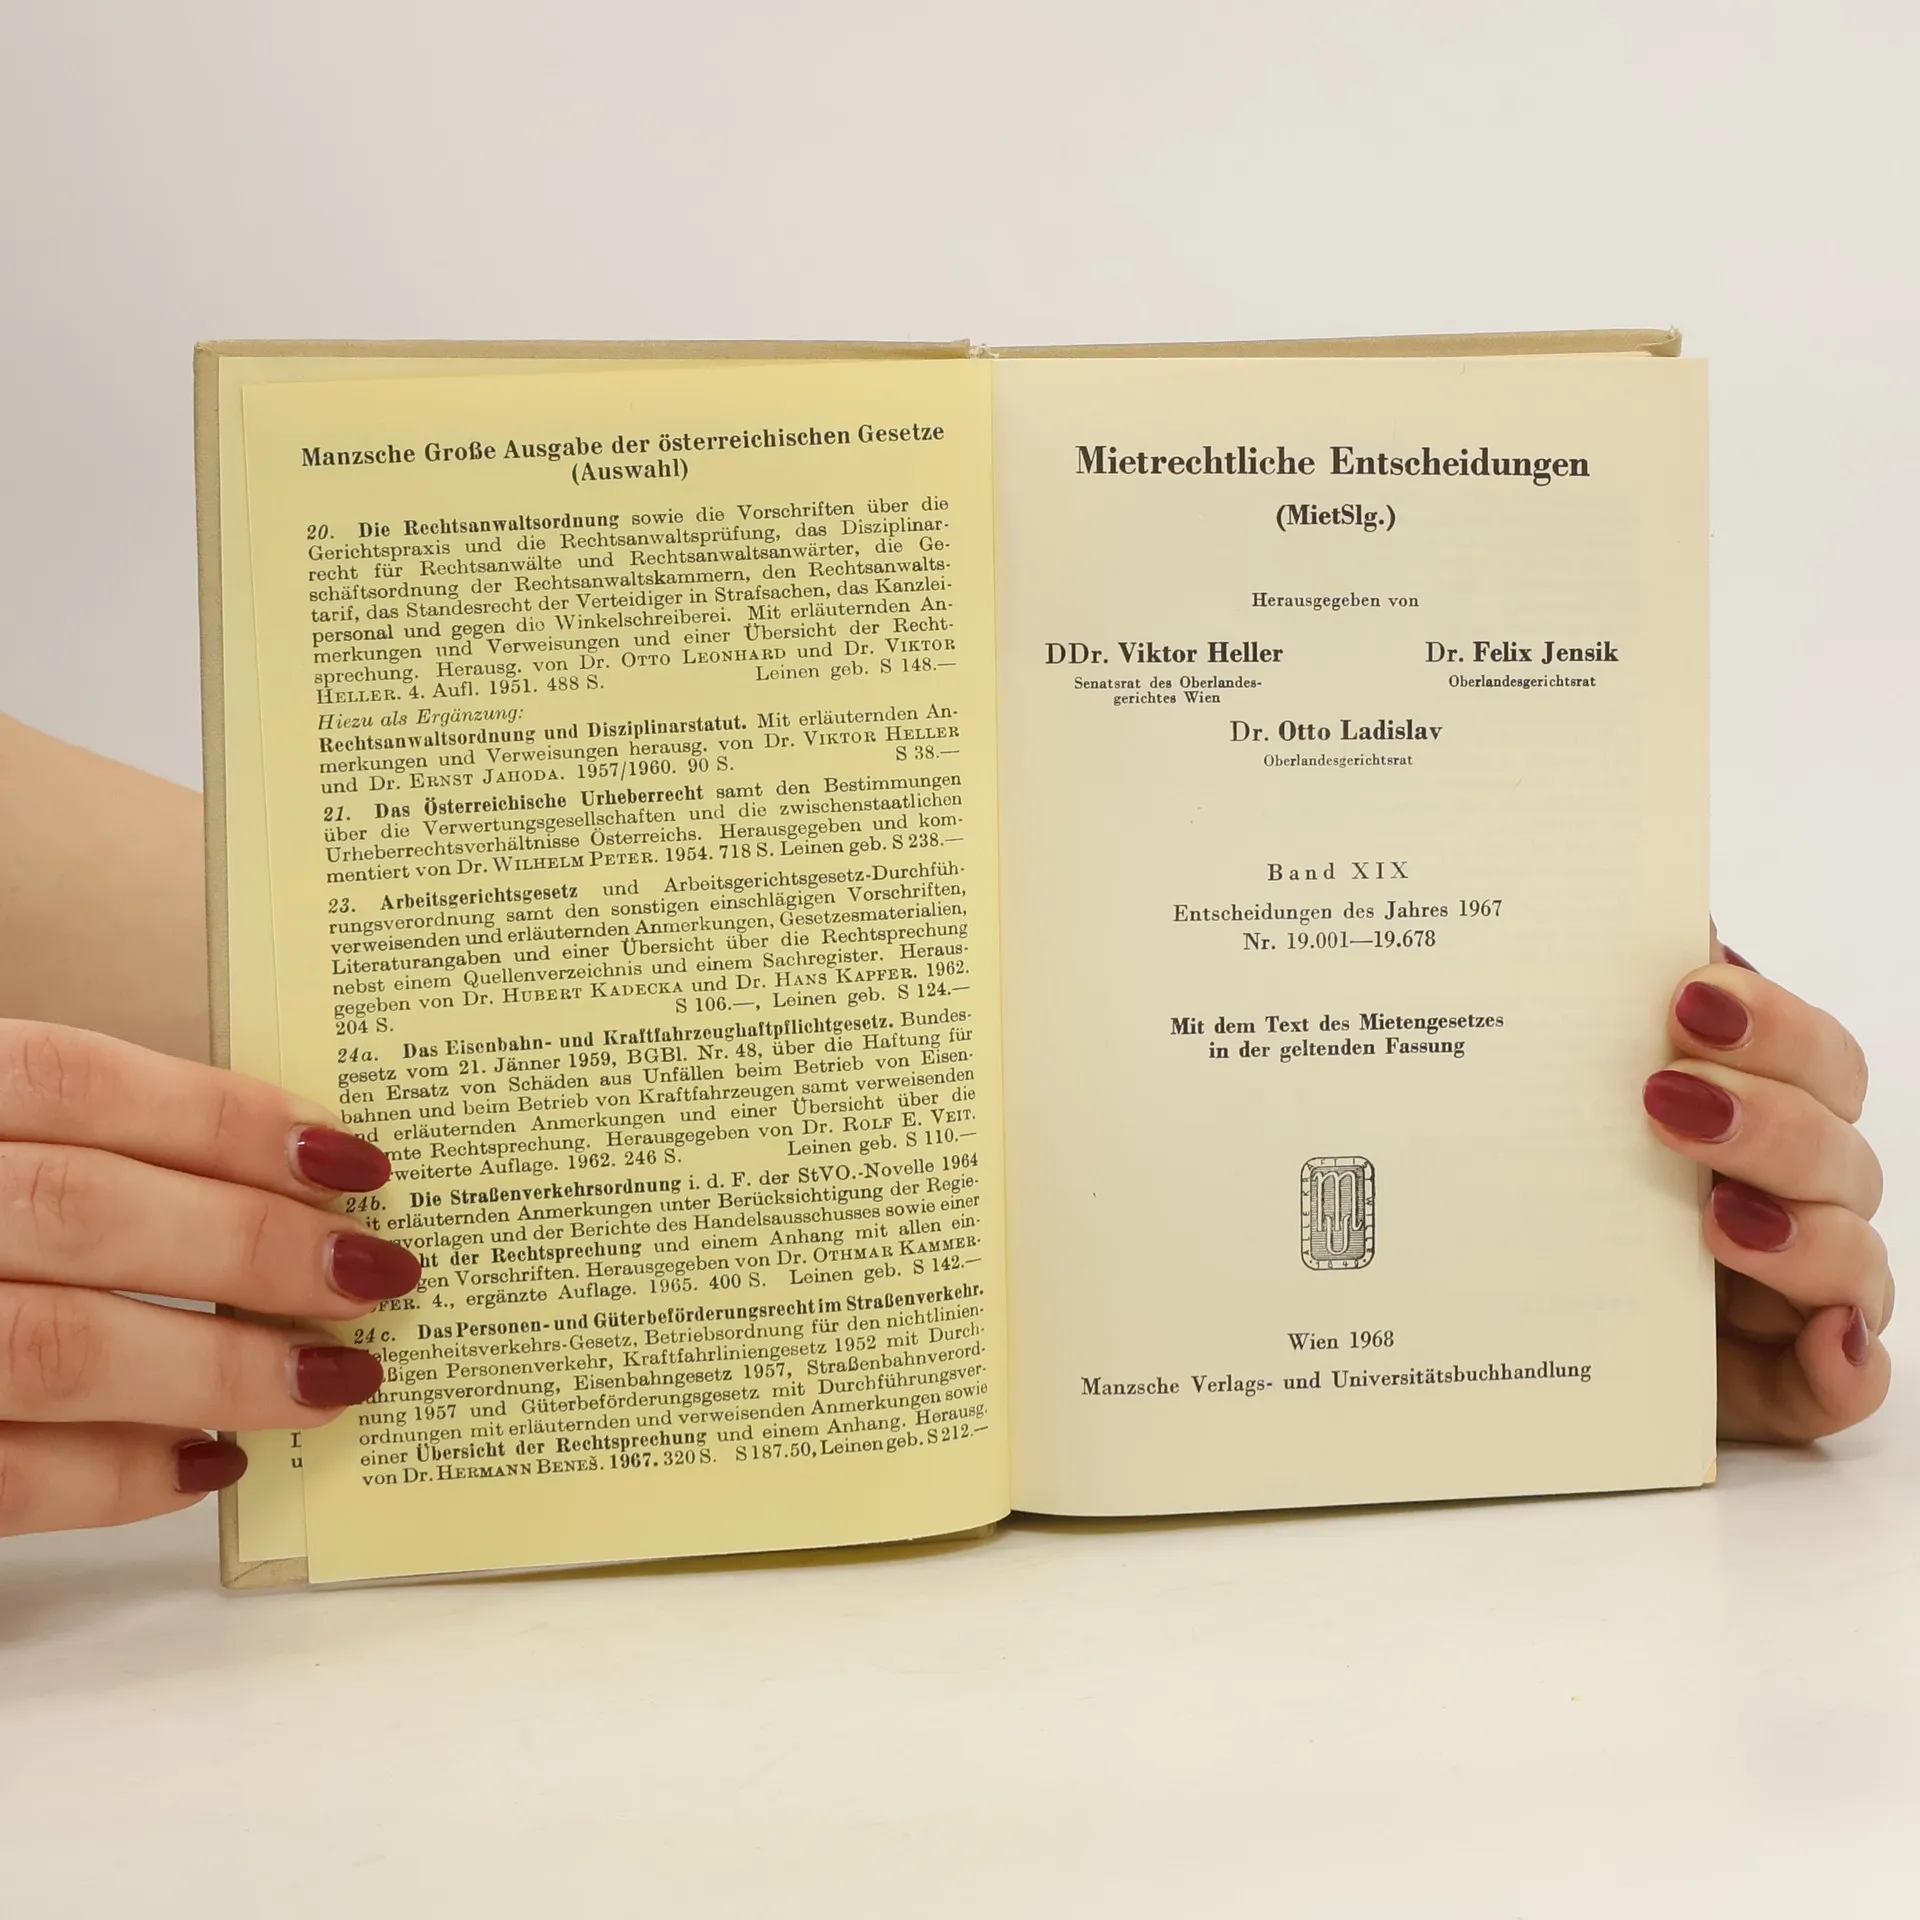 Manzsche Große Ausgabe der österreichischen Gesetze
(Auswahl)
20. Die Rechtsanwaltsordnung sowie die Vorschriften über die
Gerichtspraxis und die Rechtsanwaltsprüfung, das Disziplinar-
recht für Rechtsanwälte und Rechtsanwaltsanwärter, die Ge-
schäftsordnung der Rechtsanwaltskammern, den Rechtsanwalts-
tarif, das Standesrecht der Verteidiger in Strafsachen, das Kanzlei-
personal und gegen die Winkelschreiberei. Mit erläuternden An-
merkungen und Verweisungen und einer Übersicht der Recht-
sprechung. Herausg. von Dr. OTTO LEONHARD und Dr. VIKTOR
HELLER. 4. Aufl. 1951. 488 S. Leinen geb. S 148.—
Hiezu als Ergänzung:
Rechtsanwaltsordnung und Disziplinarstatut. Mit erläuternden An-
merkungen und Verweisungen herausg. von Dr. VIKTOR HELLER
und Dr. ERNST JAHODA. 1957/1960. 90 S. S 38.—
21. Das Österreichische Urheberrecht samt den Bestimmungen
über die Verwertungsgesellschaften und die zwischenstaatlichen
Urheberrechtsverhältnisse Österreichs. Herausgegeben und kom-
mentiert von Dr. WILHELM PETER. 1954. 718 S. Leinen geb. S 238.—
23. Arbeitsgerichtsgesetz und Arbeitsgerichtsgesetz-Durchfüh-
rungsverordnung samt den sonstigen einschlägigen Vorschriften,
verweisenden und erläuternden Anmerkungen, Gesetzesmaterialien,
Literaturangaben und einer Übersicht über die Rechtsprechung
nebst einem Quellenverzeichnis und einem Sachregister. Heraus-
gegeben von Dr. HUBERT KADECKA und Dr. HANS KAPFER. 1962.
204 S. S 106.—, Leinen geb. S 124.—
24a. Das Eisenbahn- und Kraftfahrzeughaftpflichtgesetz. Bundes-
gesetz vom 21. Jänner 1959, BGBl. Nr. 48, über die Haftung für
den Ersatz von Schäden aus Unfällen beim Betrieb von Eisen-
bahnen und beim Betrieb von Kraftfahrzeugen samt verweisenden
nd erläuternden Anmerkungen und einer Übersicht über die
mte Rechtsprechung. Herausgegeben von Dr. ROLF E. VEIT.
weiterte Auflage. 1962. 246 S. Leinen geb. S 110.—
24b. Die Straßenverkehrsordnung i. d. F. der StVO.-Novelle 1964
it erläuternden Anmerkungen unter Berücksichtigung der Regie-
vorlagen und der Berichte des Handelsausschusses sowie einer
ht der Rechtsprechung und einem Anhang mit allen ein-
gen Vorschriften. Herausgegeben von Dr. OTHMAR KAMMER-
FER. 4., ergänzte Auflage. 1965. 400 S. Leinen geb. S 142.—
24c. Das Personen- und Güterbeförderungsrecht im Straßenverkehr.
elegenheitsverkehrs-Gesetz, Betriebsordnung für den nichtlinien-
ßigen Personenverkehr, Kraftfahrliniengesetz 1952 mit Durch-
ührungsverordnung, Eisenbahngesetz 1957, Straßenbahnverord-
nung 1957 und Güterbeförderungsgesetz mit Durchführungsver-
ordnungen mit erläuternden und verweisenden Anmerkungen sowie
einer Übersicht der Rechtsprechung und einem Anhang. Herausg.
von Dr. HERMANN BENEŠ. 1967. 320 S. S 187.50, Leinen geb. S 212.—
Mietrechtliche Entscheidungen
(MietSlg.)
Herausgegeben von
DDr. Viktor Heller
Senatsrat des Oberlandes-
gerichtes Wien
Dr. Felix Jensik
Oberlandesgerichtsrat
Dr. Otto Ladislav
Oberlandesgerichtsrat
Band XIX
Entscheidungen des Jahres 1967
Nr. 19.001—19.678
Mit dem Text des Mietengesetzes
in der geltenden Fassung
Wien 1968
Manzsche Verlags- und Universitätsbuchhandlung